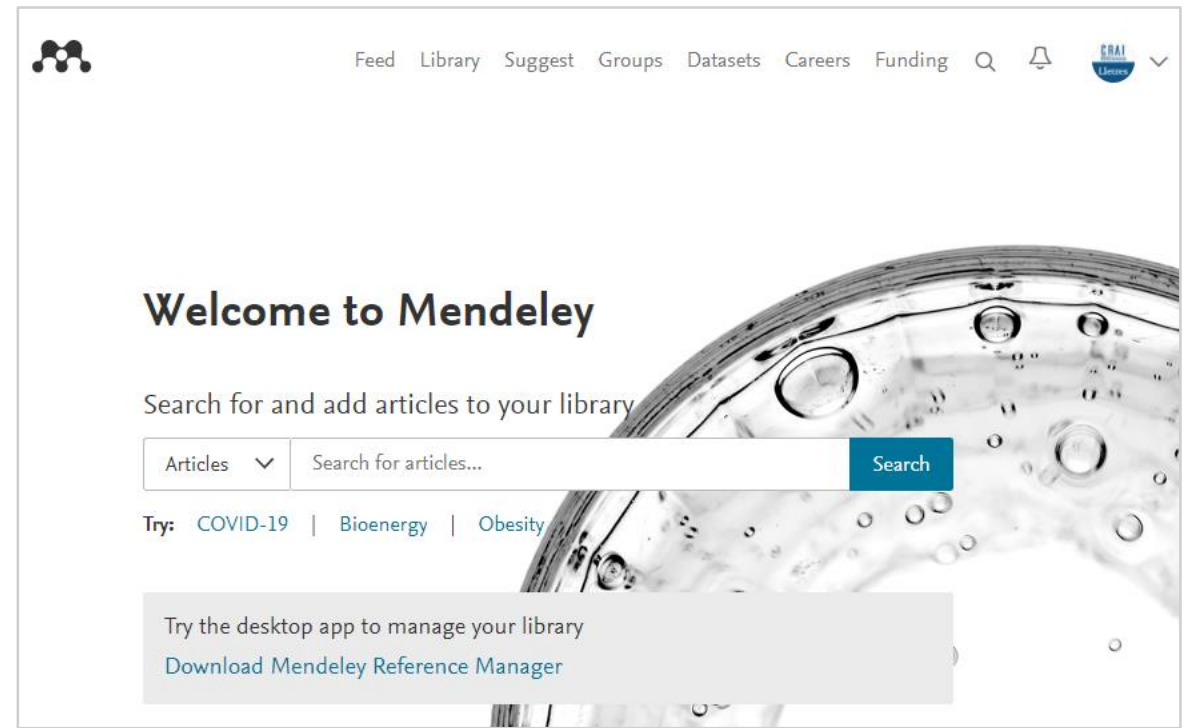 Feed Library Suggest Groups Datasets Careers Funding
CRAI
Lletres
Welcome to Mendeley
Search for and add articles to your library
Articles Search for articles... Search
Try: COVID-19 | Bioenergy | Obesity
Try the desktop app to manage your library
Download Mendeley Reference Manager